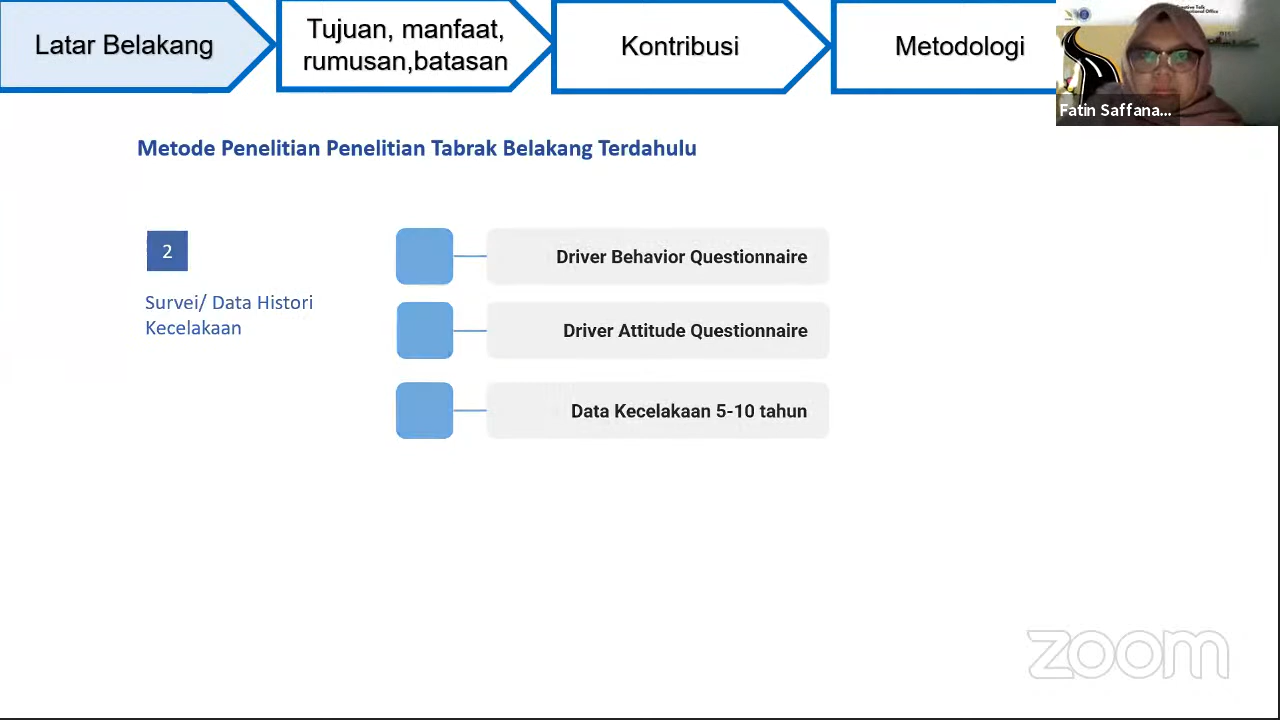 Latar Belakang
Tujuan, manfaat,
rumusan,batasan
Kontribusi
Metodologi
Fatin Saffana...
Metode Penelitian Penelitian Tabrak Belakang Terdahulu
2
Survei/ Data Histori
Kecelakaan
Driver Behavior Questionnaire
Driver Attitude Questionnaire
Data Kecelakaan 5-10 tahun
zoom